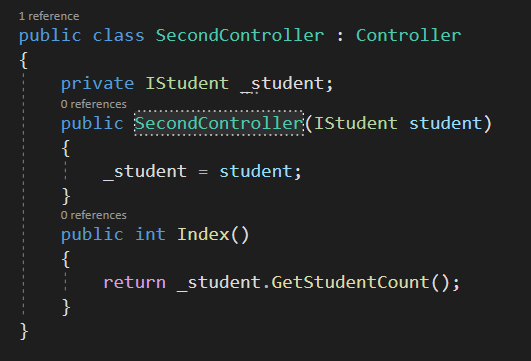 1 reference
public class SecondController : Controller
{
private IStudent _student;
0 references
public SecondController(IStudent student)
{
_student = student;
}
0 references
public int Index()
{
return _student.GetStudentCount();
}
}